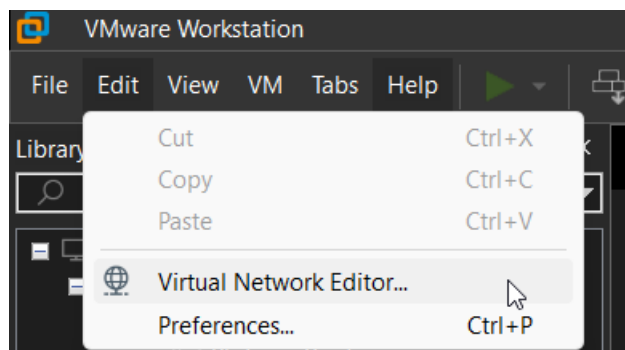 VMware Workstation
File Edit View VM Tabs Help
Library
Cut Ctrl+X
Copy Ctrl+C
Paste Ctrl+V
Virtual Network Editor...
Preferences... Ctrl+P